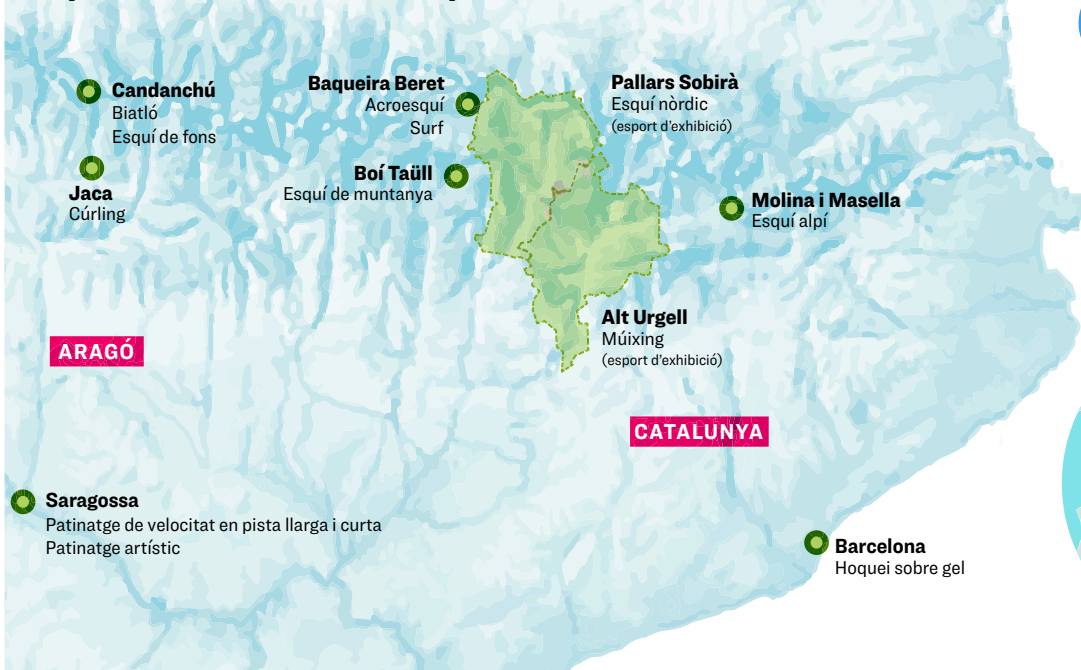 Candanchú
Biatló
Esquí de fons
Baqueira Beret
Acroesquí
Surf
Pallars Sobirà
Esquí nòrdic
(esport d'exhibició)
Jaca
Cúrling
Boí Taüll
Esquí de muntanya
Molina i Masella
Esquí alpí
Alt Urgell
Múixing
(esport d'exhibició)
ARAGÓ
CATALUNYA
Saragossa
Patinatge de velocitat en pista llarga i curta
Patinatge artístic
Barcelona
Hoquei sobre gel